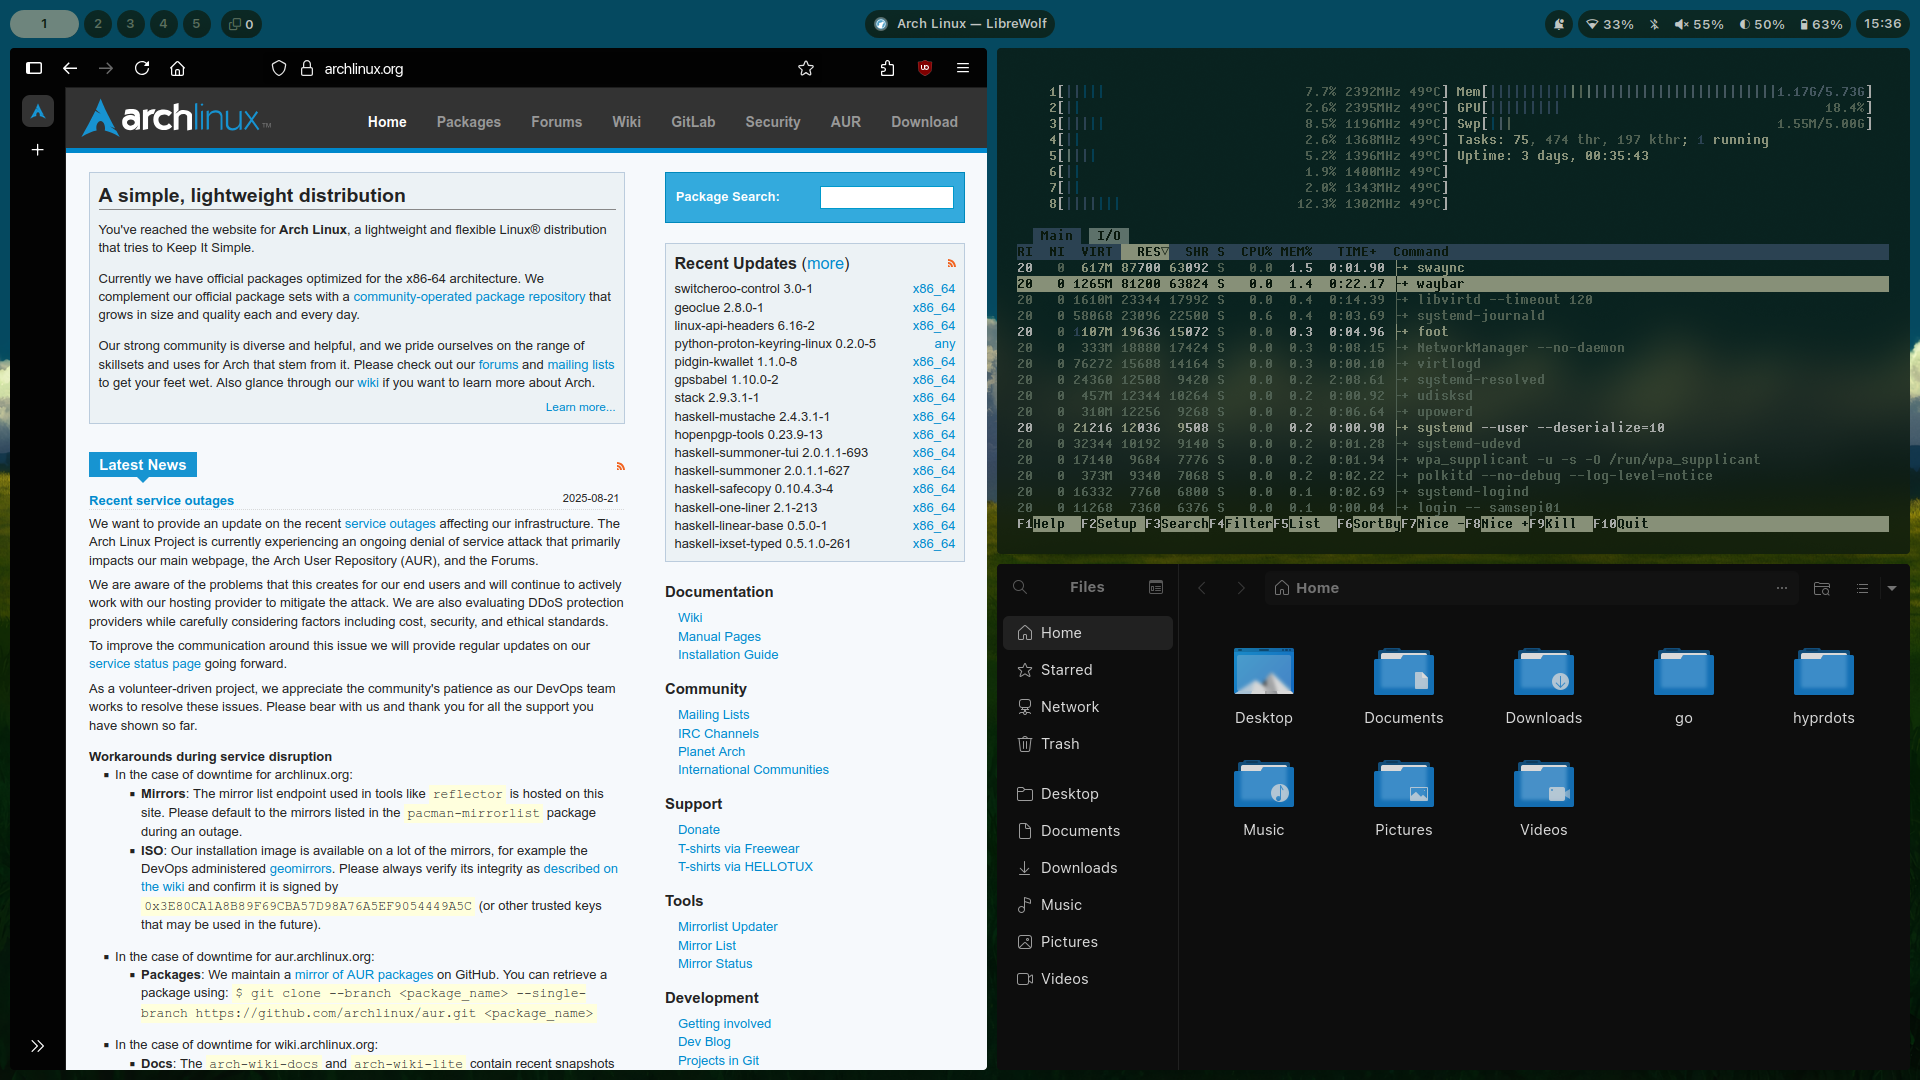 1 2 3 4 5 0
Arch Linux — LibreWolf
33% 55% 50% 63% 15:36
archlinux.org
archlinux™
Home Packages Forums Wiki GitLab Security AUR Download
A simple, lightweight distribution
You've reached the website for Arch Linux, a lightweight and flexible Linux® distribution
that tries to Keep It Simple.
Currently we have official packages optimized for the x86-64 architecture. We
complement our official package sets with a community-operated package repository that
grows in size and quality each and every day.
Our strong community is diverse and helpful, and we pride ourselves on the range of
skillsets and uses for Arch that stem from it. Please check out our forums and mailing lists
to get your feet wet. Also glance through our wiki if you want to learn more about Arch.
Learn more...
Latest News
Recent service outages 2025-08-21
We want to provide an update on the recent service outages affecting our infrastructure. The
Arch Linux Project is currently experiencing an ongoing denial of service attack that primarily
impacts our main webpage, the Arch User Repository (AUR), and the Forums.
We are aware of the problems that this creates for our end users and will continue to actively
work with our hosting provider to mitigate the attack. We are also evaluating DDoS protection
providers while carefully considering factors including cost, security, and ethical standards.
To improve the communication around this issue we will provide regular updates on our
service status page going forward.
As a volunteer-driven project, we appreciate the community's patience as our DevOps team
works to resolve these issues. Please bear with us and thank you for all the support you
have shown so far.
Workarounds during service disruption
In the case of downtime for archlinux.org:
Mirrors: The mirror list endpoint used in tools like reflector is hosted on this
site. Please default to the mirrors listed in the pacman-mirrorlist package
during an outage.
ISO: Our installation image is available on a lot of the mirrors, for example the
DevOps administered geomirrors. Please always verify its integrity as described on
the wiki and confirm it is signed by
0x3E80CA1A8B89F69CBA57D98A76A5EF9054449A5C (or other trusted keys
that may be used in the future).
In the case of downtime for aur.archlinux.org:
Packages: We maintain a mirror of AUR packages on GitHub. You can retrieve a
package using: $ git clone --branch <package_name> --single-
branch https://github.com/archlinux/aur.git <package_name>
In the case of downtime for wiki.archlinux.org:
Docs: The arch-wiki-docs and arch-wiki-lite contain recent snapshots
Package Search:
Recent Updates (more)
switcheroo-control 3.0-1 x86_64
geoclue 2.8.0-1 x86_64
linux-api-headers 6.16-2 x86_64
python-proton-keyring-linux 0.2.0-5 any
pidgin-kwallet 1.1.0-8 x86_64
gpsbabel 1.10.0-2 x86_64
stack 2.9.3.1-1 x86_64
haskell-mustache 2.4.3.1-1 x86_64
hopenpgp-tools 0.23.9-13 x86_64
haskell-summoner-tui 2.0.1.1-693 x86_64
haskell-summoner 2.0.1.1-627 x86_64
haskell-safecopy 0.10.4.3-4 x86_64
haskell-one-liner 2.1-213 x86_64
haskell-linear-base 0.5.0-1 x86_64
haskell-ixset-typed 0.5.1.0-261 x86_64
Documentation
Wiki
Manual Pages
Installation Guide
Community
Mailing Lists
IRC Channels
Planet Arch
International Communities
Support
Donate
T-shirts via Freewear
T-shirts via HELLOTUX
Tools
Mirrorlist Updater
Mirror List
Mirror Status
Development
Getting involved
Dev Blog
Projects in Git
1[ 7.7% 2392MHz 49ºC] Mem[ 1.17G/5.73G]
2[ 2.6% 2395MHz 49ºC] GPU[ 18.4%]
3[ 8.5% 1196MHz 49ºC] Swp[ 1.55M/5.00G]
4[ 2.6% 1368MHz 49ºC] Tasks: 75, 474 thr, 197 kthr; 1 running
5[ 5.2% 1396MHz 49ºC] Uptime: 3 days, 00:35:43
6[ 1.9% 1400MHz 49ºC]
7[ 2.0% 1343MHz 49ºC]
8[ 12.3% 1302MHz 49ºC]
Main I/O
RI NI VIRT RES▽ SHR S CPU% MEM% TIME+ Command
20 0 617M 87700 63092 S 0.0 1.5 0:01.90 ├+ swaync
20 0 1265M 81200 63824 S 0.0 1.4 0:22.17 ├+ waybar
20 0 1610M 23344 17992 S 0.0 0.4 0:14.39 ├+ libvirtd --timeout 120
20 0 58068 23096 22500 S 0.6 0.4 0:03.69 ├+ systemd-journald
20 0 1107M 19636 15072 S 0.0 0.3 0:04.96 ├+ foot
20 0 333M 18880 17424 S 0.0 0.3 0:08.15 ├+ NetworkManager --no-daemon
20 0 76272 15688 14164 S 0.0 0.3 0:00.10 ├+ virtlogd
20 0 24360 12508 9420 S 0.0 0.2 2:08.61 ├+ systemd-resolved
20 0 457M 12344 10264 S 0.0 0.2 0:00.92 ├+ udisksd
20 0 310M 12256 9268 S 0.0 0.2 0:06.64 ├+ upowerd
20 0 21216 12036 9508 S 0.0 0.2 0:00.90 ├+ systemd --user --deserialize=10
20 0 32344 10192 9140 S 0.0 0.2 0:01.28 ├+ systemd-udevd
20 0 17140 9684 7776 S 0.0 0.2 0:01.94 ├+ wpa_supplicant -u -s -O /run/wpa_supplicant
20 0 373M 9340 7068 S 0.0 0.2 0:02.22 ├+ polkitd --no-debug --log-level=notice
20 0 16332 7760 6800 S 0.0 0.1 0:02.69 ├+ systemd-logind
20 0 11268 7360 6376 S 0.0 0.1 0:00.04 ├+ login -- samsepi01
F1Help F2Setup F3SearchF4FilterF5List F6SortByF7Nice -F8Nice +F9Kill F10Quit
Files
Home
Starred
Network
Trash
Desktop
Documents
Downloads
Music
Pictures
Videos
Home
Desktop Documents Downloads go hyprdots
Music Pictures Videos